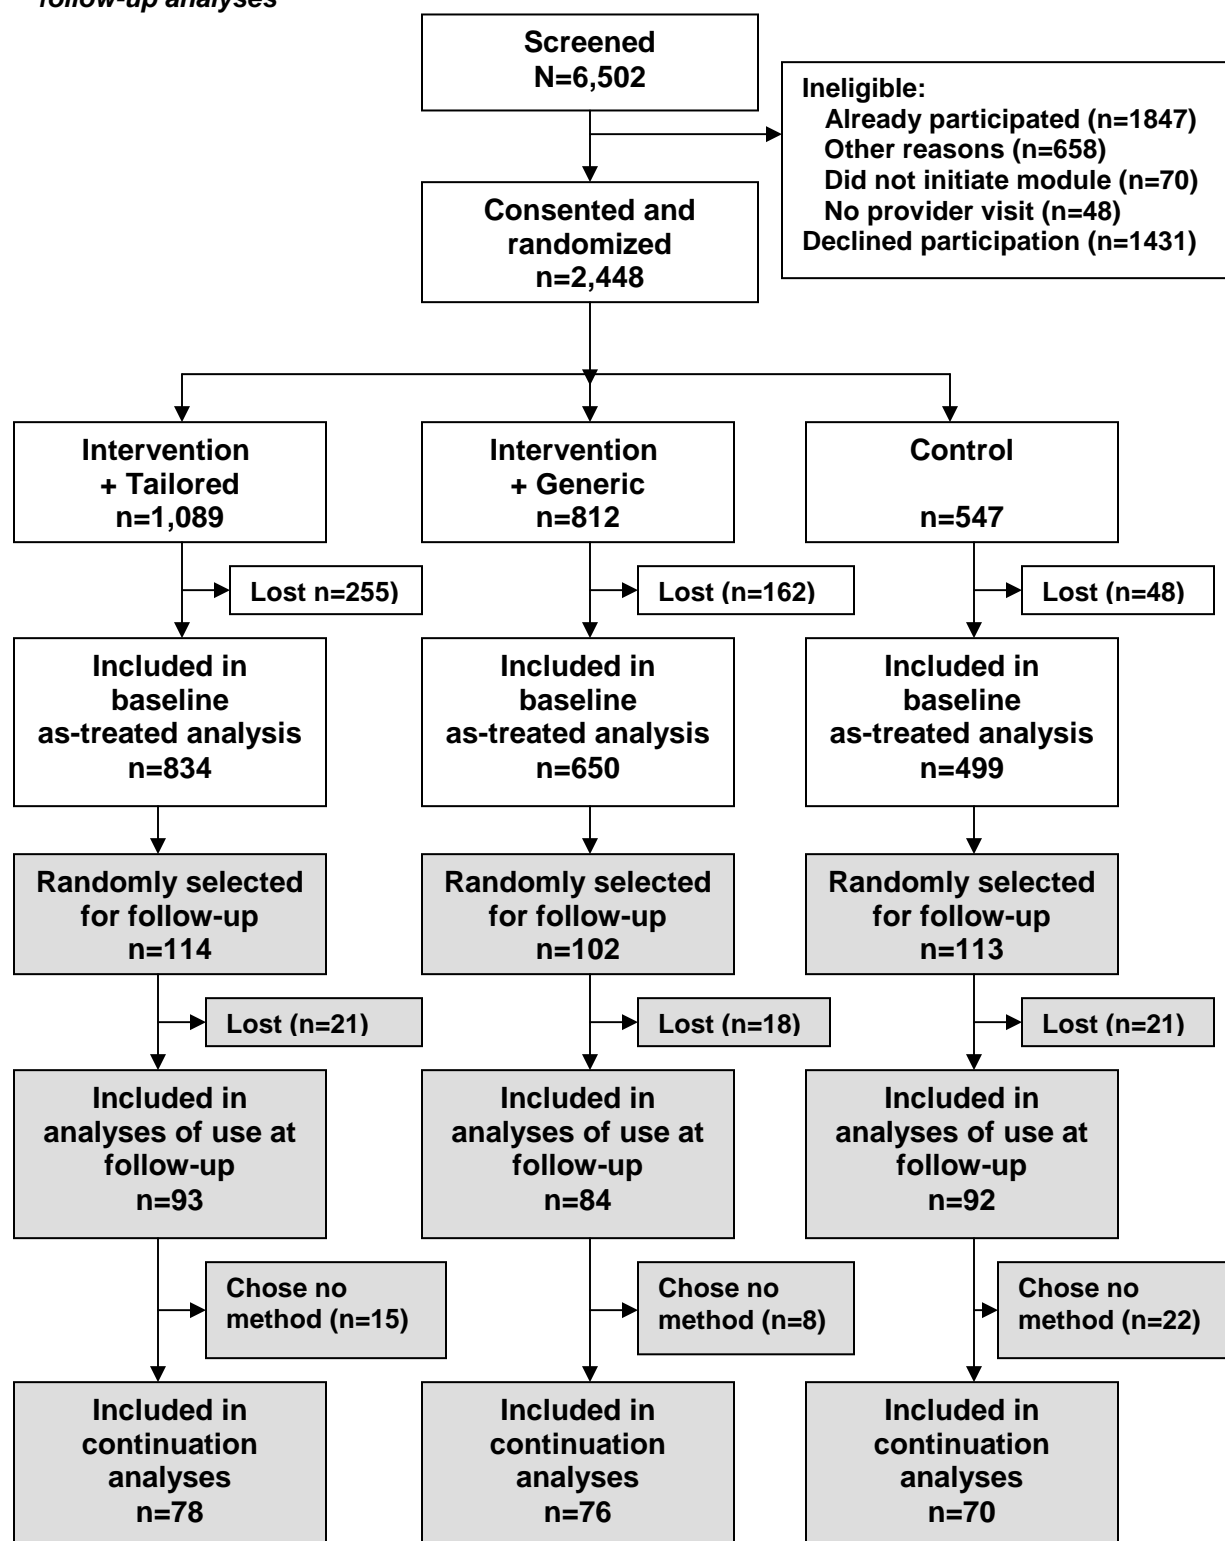 follow-up analyses
Screened
N=6,502
Ineligible:
Already participated (n=1847)
Other reasons (n=658)
Did not initiate module (n=70)
No provider visit (n=48)
Declined participation (n=1431)
Consented and
randomized
n=2,448
Intervention
+ Tailored
n=1,089
Intervention
+ Generic
n=812
Control
n=547
Lost n=255)
Lost (n=162)
Lost (n=48)
Included in
baseline
as-treated analysis
n=834
Included in
baseline
as-treated analysis
n=650
Included in
baseline
as-treated analysis
n=499
Randomly selected
for follow-up
n=114
Randomly selected
for follow-up
n=102
Randomly selected
for follow-up
n=113
Lost (n=21)
Lost (n=18)
Lost (n=21)
Included in
analyses of use at
follow-up
n=93
Included in
analyses of use at
follow-up
n=84
Included in
analyses of use at
follow-up
n=92
Chose no
method (n=15)
Chose no
method (n=8)
Chose no
method (n=22)
Included in
continuation
analyses
n=78
Included in
continuation
analyses
n=76
Included in
continuation
analyses
n=70